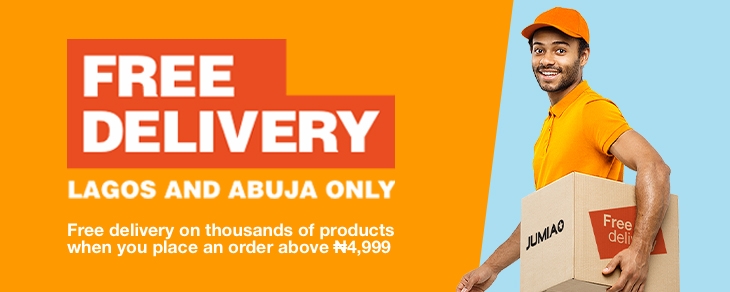 FREE
DELIVERY
LAGOS AND ABUJA ONLY
Free delivery on thousands of products
when you place an order above ₦4,999
JUMIA
Free